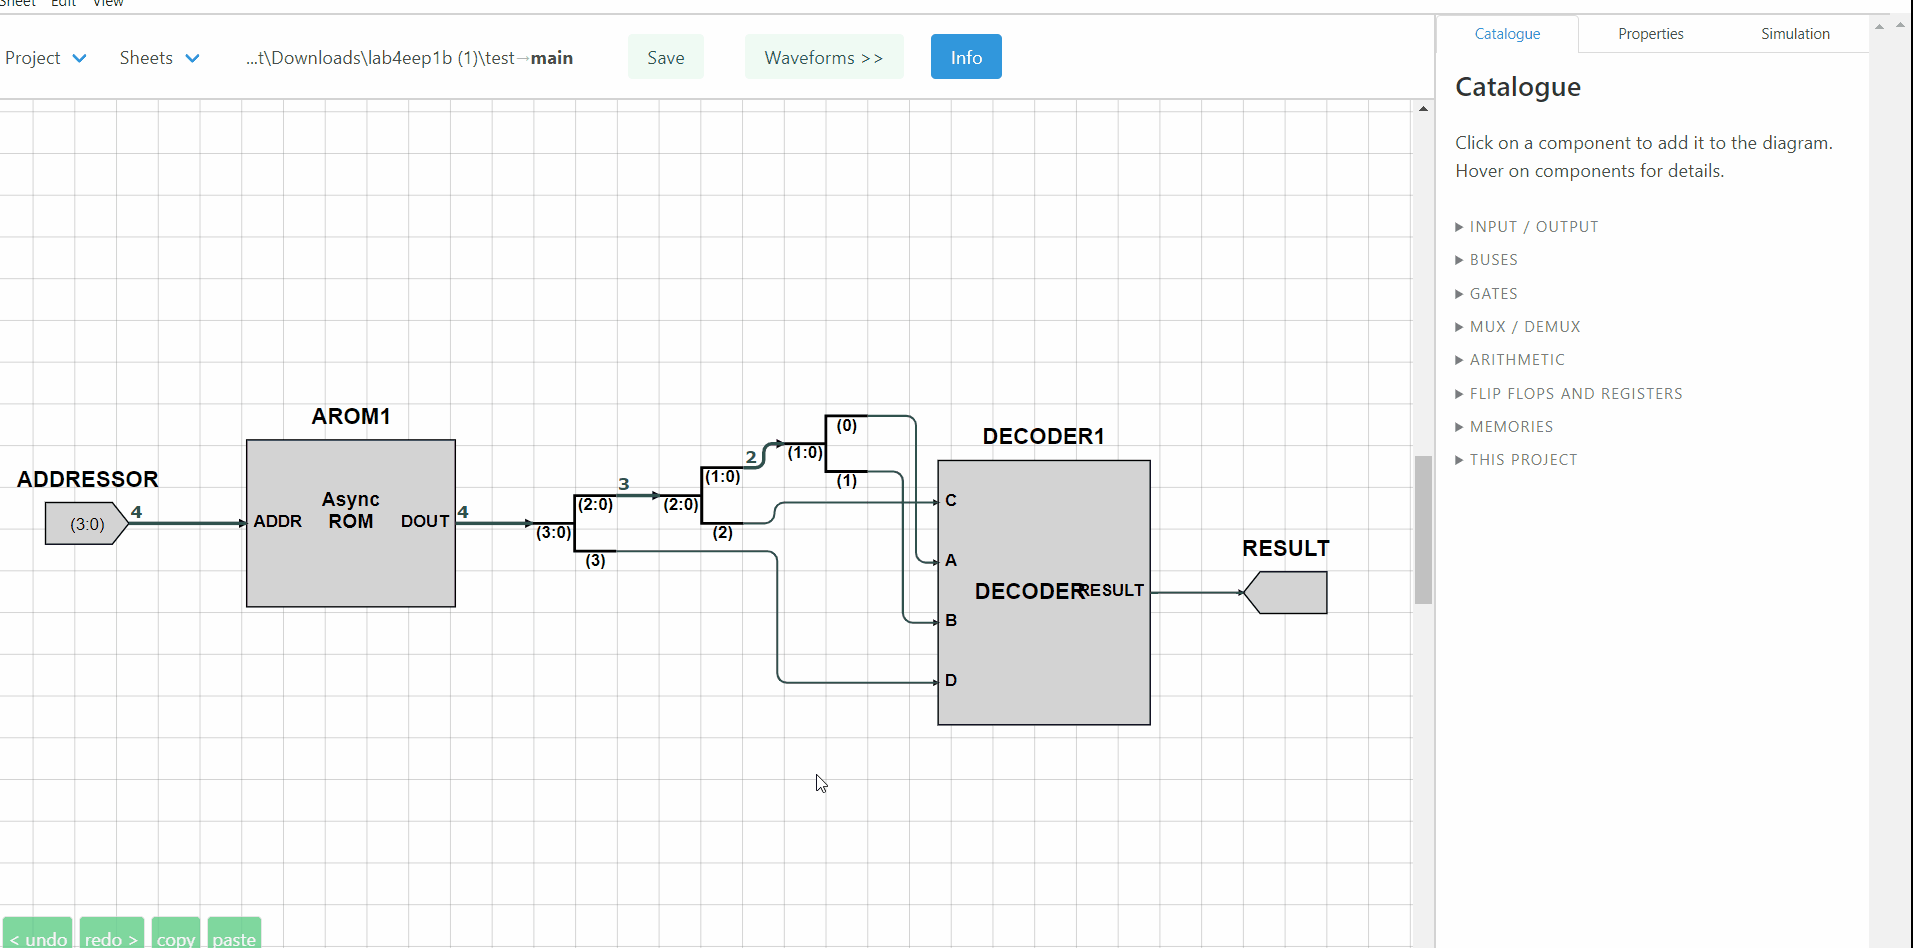 Sheet Edit View
Project Sheets ...t\Downloads\lab4eep1b (1)\test→main Save Waveforms >> Info
Catalogue Properties Simulation
Catalogue
Click on a component to add it to the diagram.
Hover on components for details.
▶ INPUT / OUTPUT
▶ BUSES
▶ GATES
▶ MUX / DEMUX
▶ ARITHMETIC
▶ FLIP FLOPS AND REGISTERS
▶ MEMORIES
▶ THIS PROJECT
ADDRESSOR
(3:0)
4
AROM1
ADDR
Async
ROM
DOUT
4
(3:0)
(2:0)
(3)
3
(2:0)
(1:0)
(2)
2
(1:0)
(0)
(1)
DECODER1
C
A
B
D
DECODER
RESULT
RESULT
< undo redo > copy paste